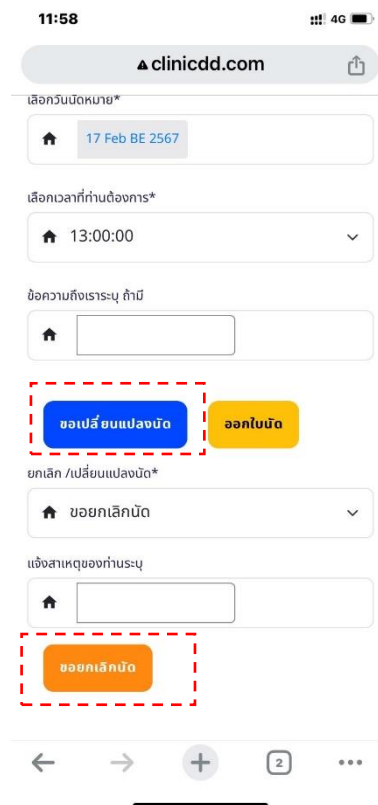 11:58
4G
clinicdd.com
เลือกวันนัดหมาย*
17 Feb BE 2567
เลือกเวลาที่ท่านต้องการ*
13:00:00
ข้อความถึงเราระบุ ถ้ามี
ขอเปลี่ยนแปลงนัด
ออกใบนัด
ยกเลิก /เปลี่ยนแปลงนัด*
ขอยกเลิกนัด
แจ้งสาเหตุของท่านระบุ
ขอยกเลิกนัด
2